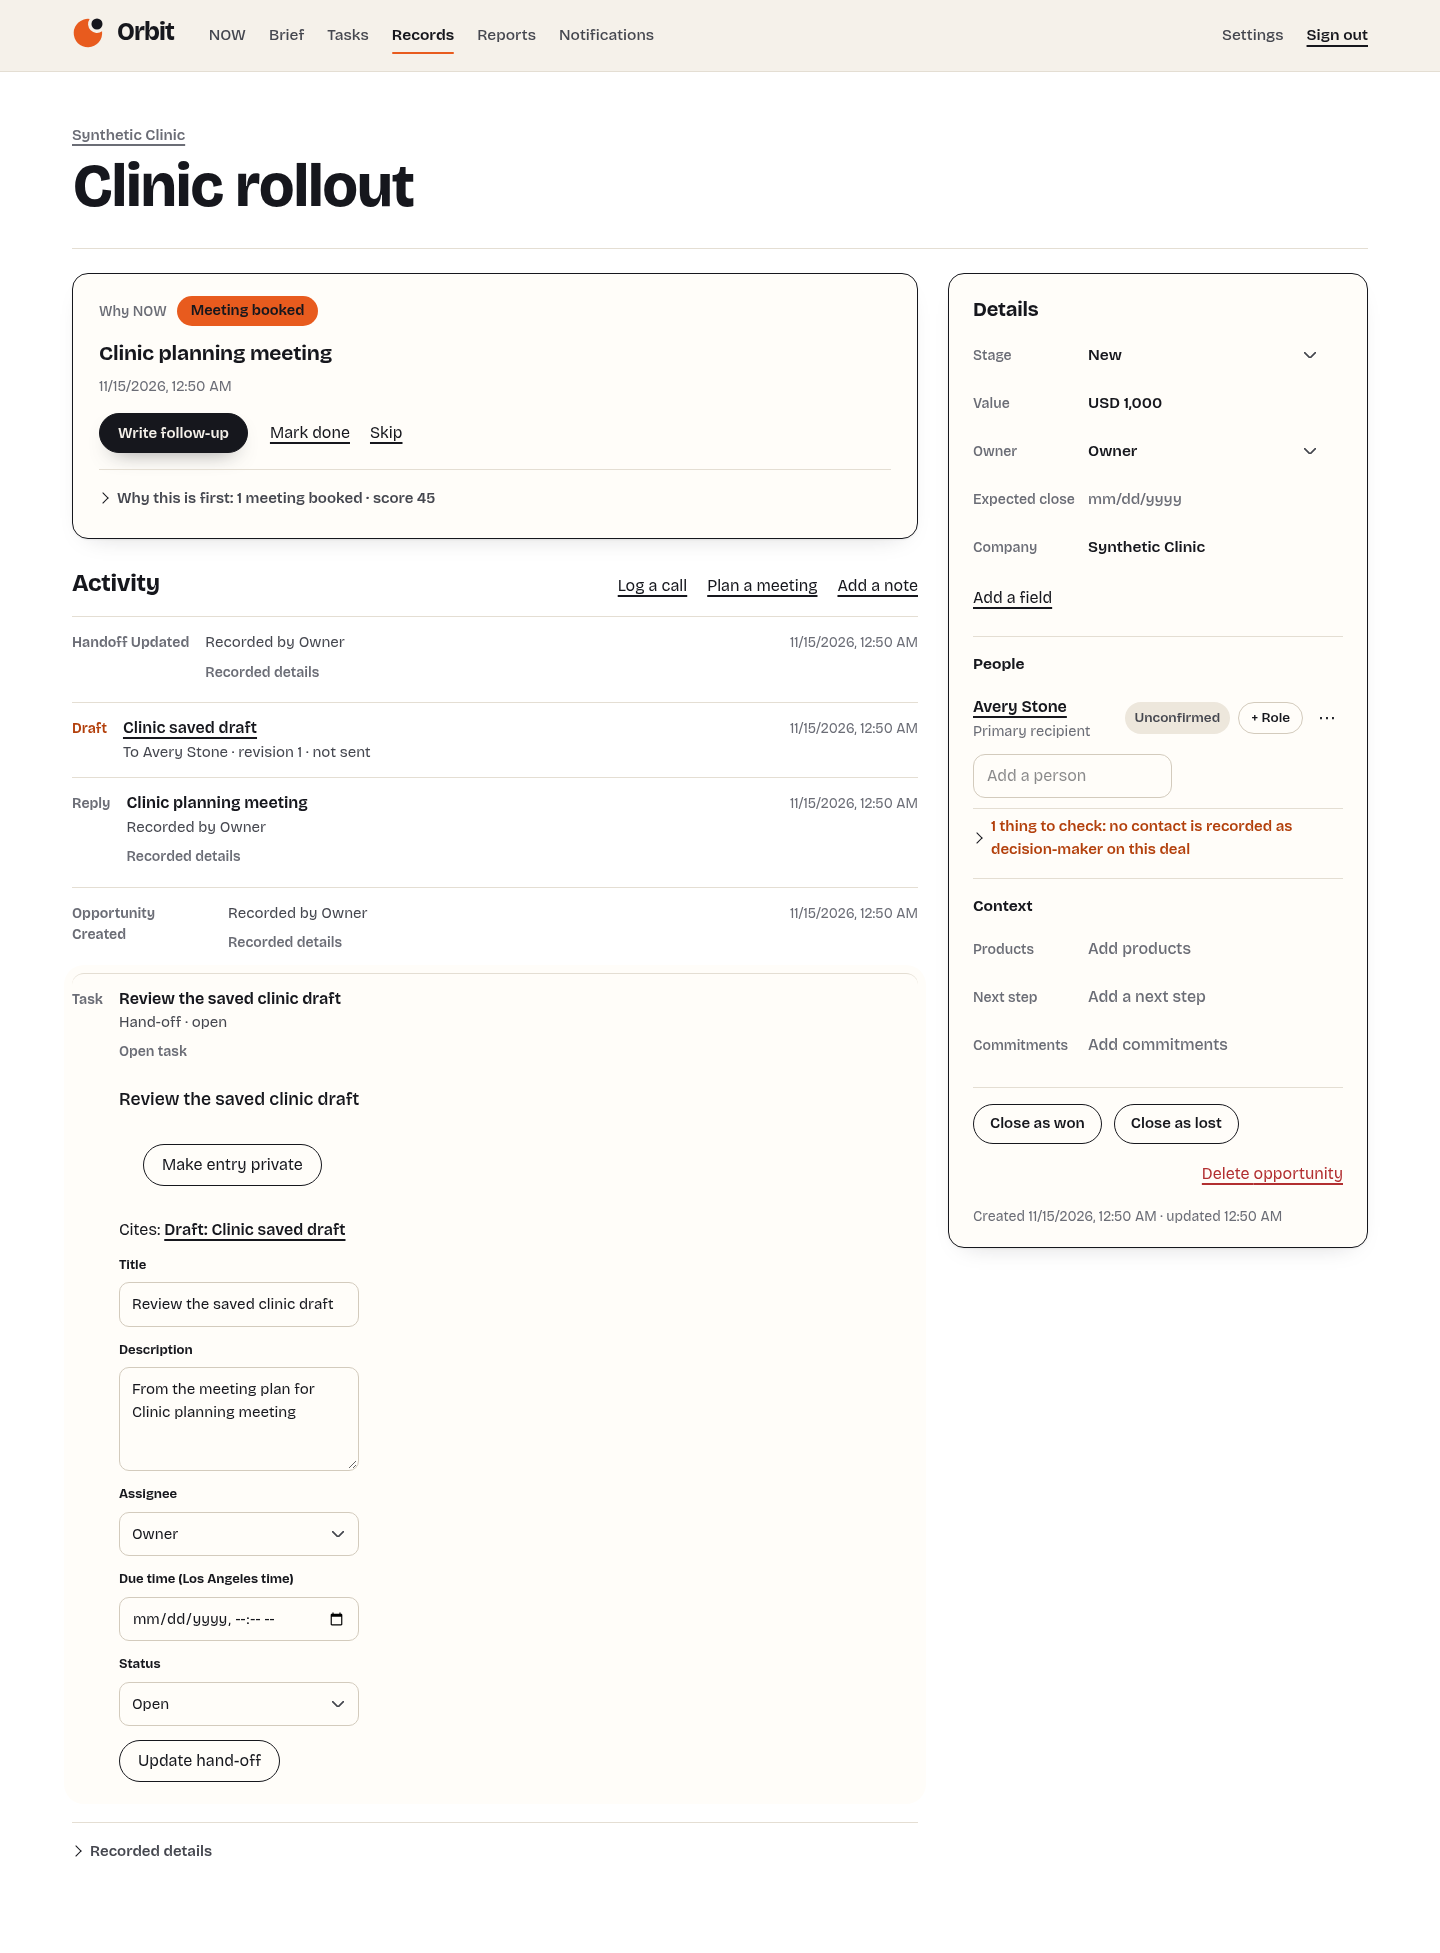 Orbit
NOW
Brief
Tasks
Records
Reports
Notifications
Settings
Sign out
Synthetic Clinic
Clinic rollout
Why NOW
Meeting booked
Clinic planning meeting
11/15/2026, 12:50 AM
Write follow-up
Mark done
Skip
Why this is first: 1 meeting booked · score 45
Activity
Log a call
Plan a meeting
Add a note
Handoff Updated
Recorded by Owner
11/15/2026, 12:50 AM
Recorded details
Draft
Clinic saved draft
11/15/2026, 12:50 AM
To Avery Stone · revision 1 · not sent
Reply
Clinic planning meeting
11/15/2026, 12:50 AM
Recorded by Owner
Recorded details
Opportunity
Created
Recorded by Owner
11/15/2026, 12:50 AM
Recorded details
Task
Review the saved clinic draft
Hand-off · open
Open task
Review the saved clinic draft
Make entry private
Cites: Draft: Clinic saved draft
Title
Review the saved clinic draft
Description
From the meeting plan for
Clinic planning meeting
Assignee
Owner
Due time (Los Angeles time)
mm/dd/yyyy, --:-- --
Status
Open
Update hand-off
Recorded details
Details
Stage
New
Value
USD 1,000
Owner
Owner
Expected close
mm/dd/yyyy
Company
Synthetic Clinic
Add a field
People
Avery Stone
Primary recipient
Unconfirmed
+ Role
···
Add a person
1 thing to check: no contact is recorded as
decision-maker on this deal
Context
Products
Add products
Next step
Add a next step
Commitments
Add commitments
Close as won
Close as lost
Delete opportunity
Created 11/15/2026, 12:50 AM · updated 12:50 AM